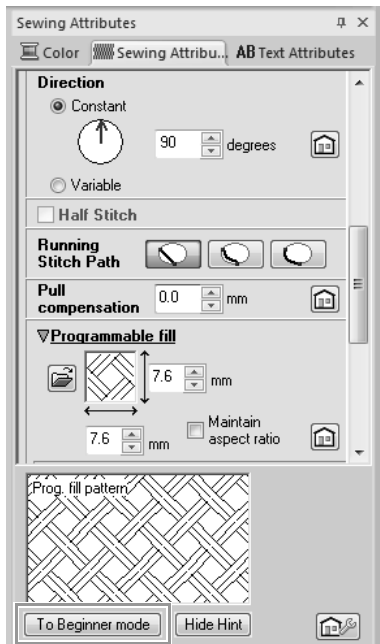 Sewing Attributes
Color Sewing Attribu... AB Text Attributes
Direction
Constant
90 degrees
Variable
Half Stitch
Running
Stitch Path
Pull
compensation 0.0 mm
Programmable fill
7.6 mm
7.6 mm Maintain
aspect ratio
Prog. fill pattern
To Beginner mode Hide Hint